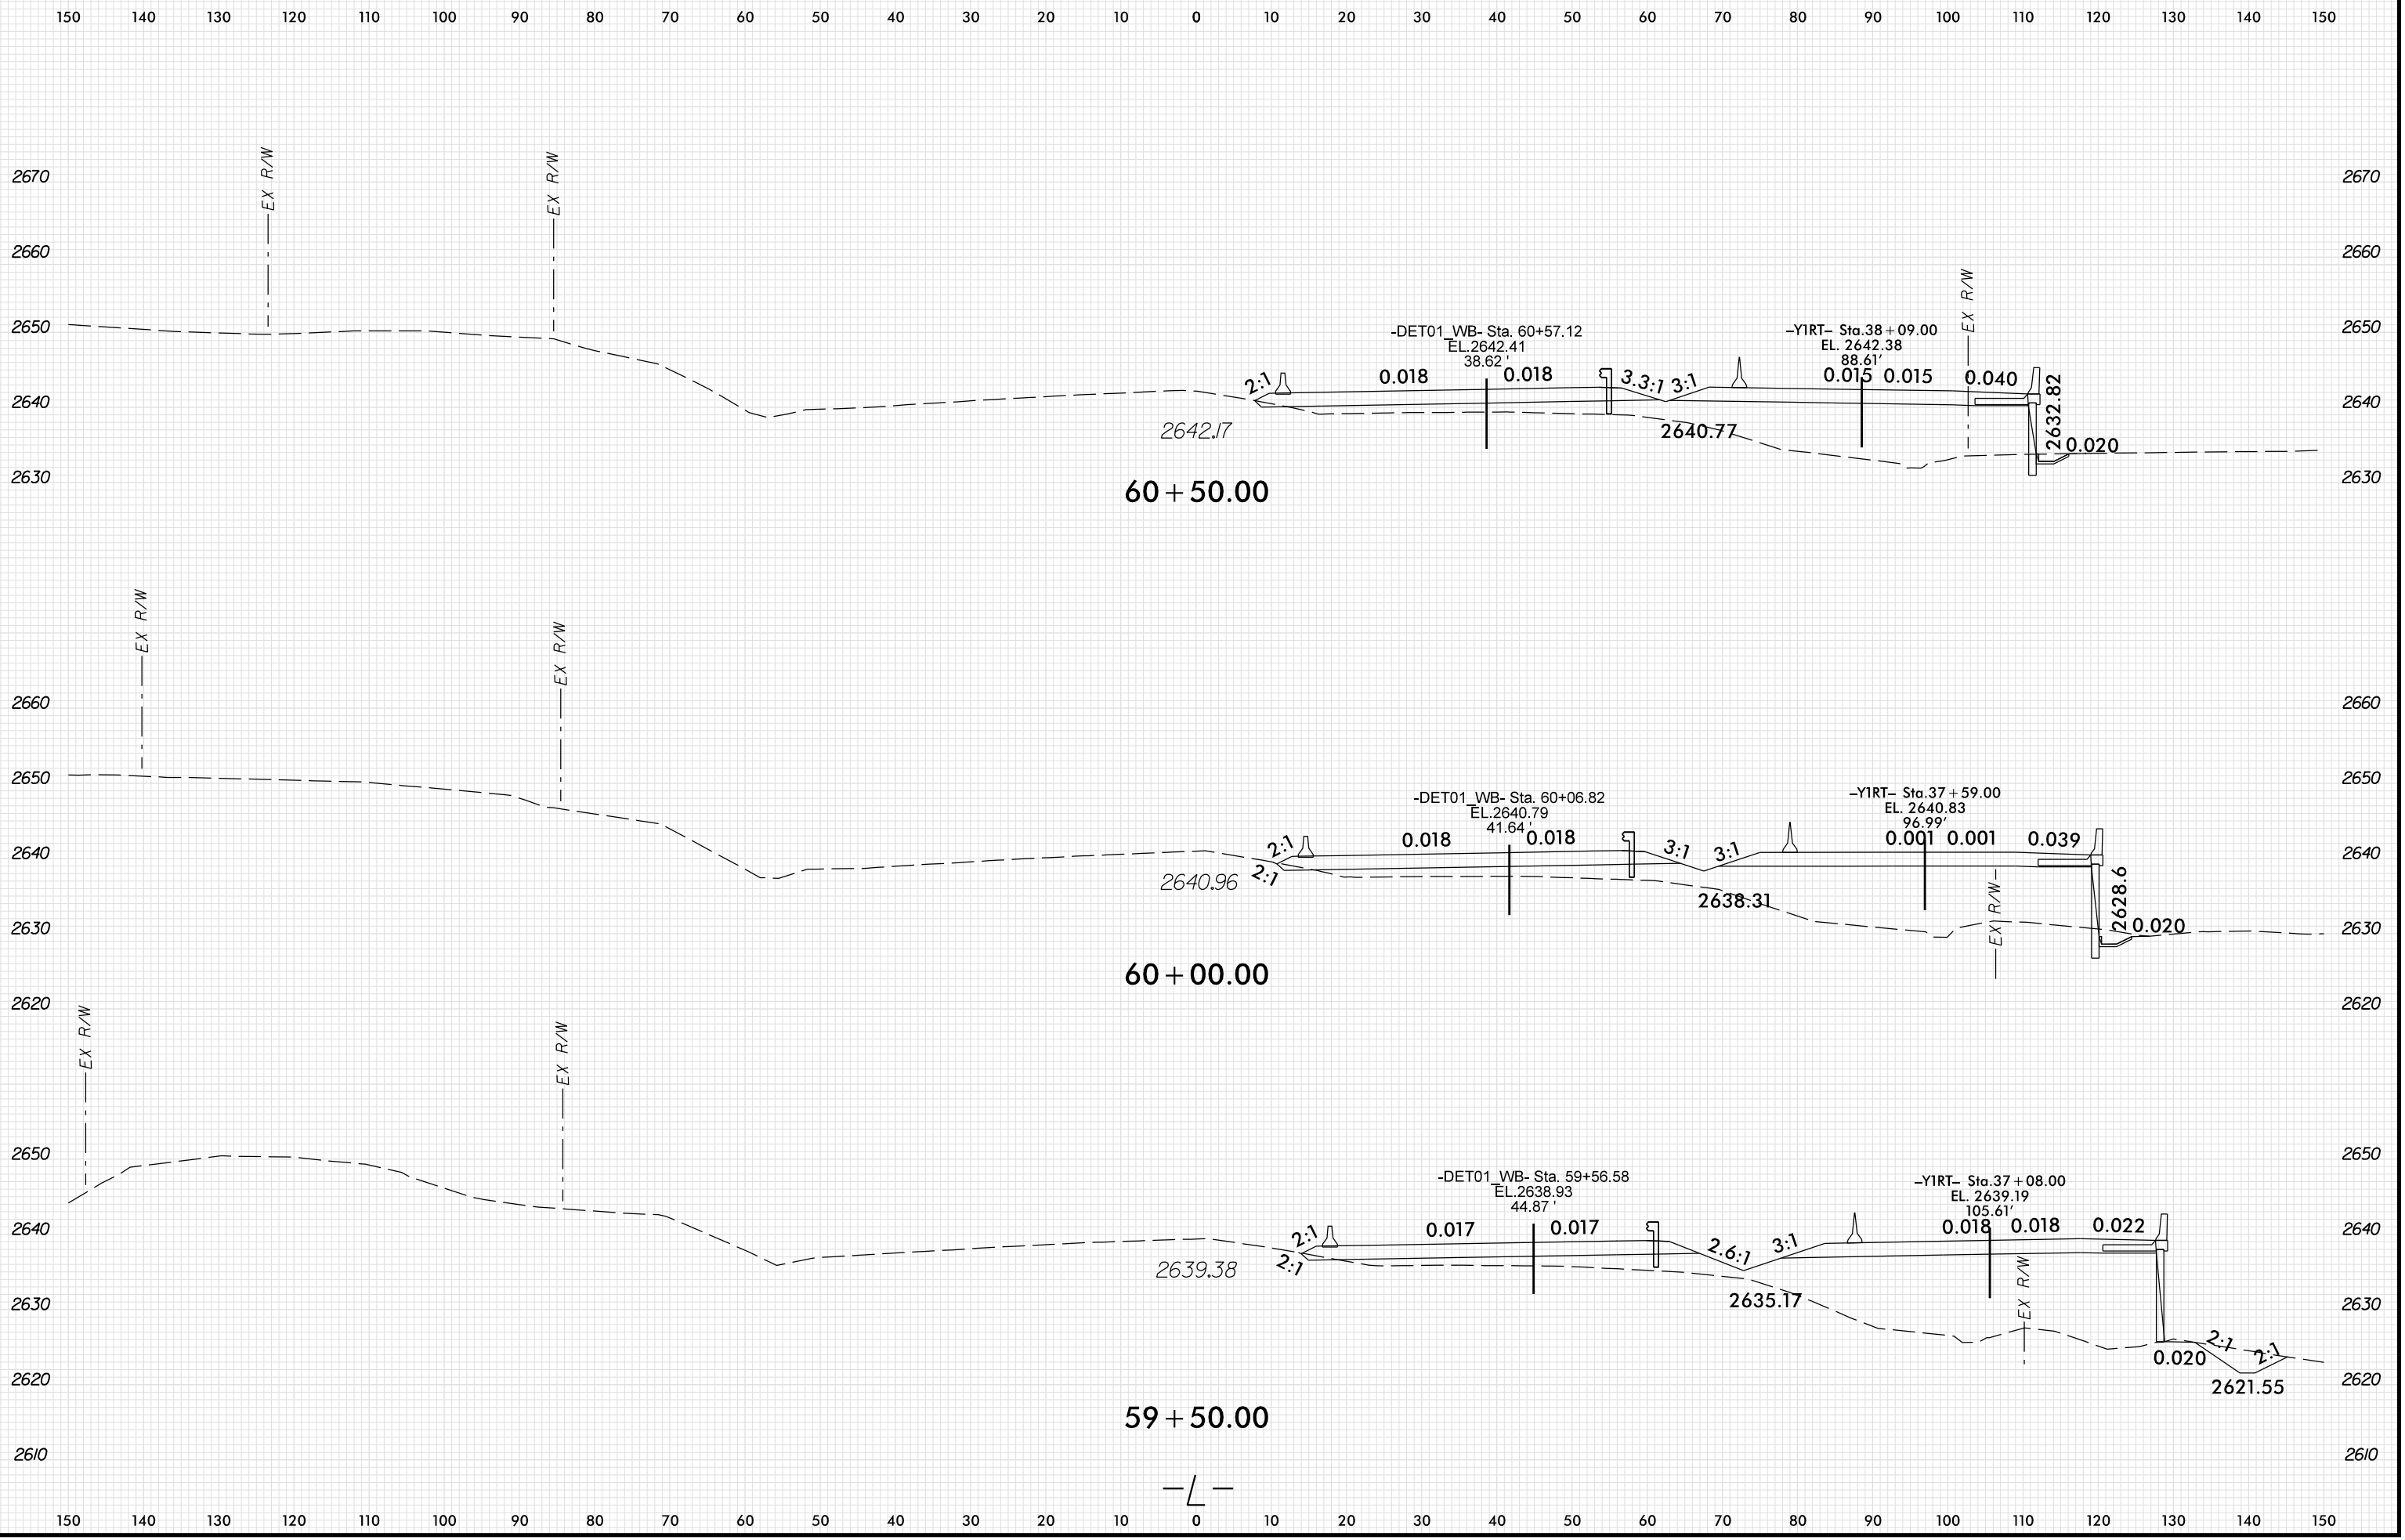 150 140 130 120 110 100 90 80 70 60 50 40 30 20 10 0 10 20 30 40 50 60 70 80 90 100 110 120 130 140 150
EX R/W
EX R/W
2670 2670
2660 2660
EX R/W
2650 2650
-DET01_WB- Sta. 60+57.12
EL.2642.41
38.62 '
-Y1RT- Sta.38+09.00
EL. 2642.38
88.61'
2:1 0.018 0.018 3.3:1 3:1 0.015 0.015 0.040
2640 2640
2632.82
2642.17
2640.77
0.020
2630 2630
60+50.00
EX R/W
EX R/W
2660 2660
2650 2650
-DET01_WB- Sta. 60+06.82
EL.2640.79
41.64 '
-Y1RT- Sta.37+59.00
EL. 2640.83
96.99'
2:1 0.018 0.018 3:1 3:1 0.001 0.001 0.039
2640 2640
2:1
2640.96
2638.31
EX R/W
2628.6
0.020
2630 2630
60+00.00
2620 2620
EX R/W
EX R/W
2650 2650
-DET01_WB- Sta. 59+56.58
EL.2638.93
44.87 '
-Y1RT- Sta.37+08.00
EL. 2639.19
105.61'
2640 2640
2:1 0.017 0.017 2.6:1 3:1 0.018 0.018 0.022
2:1
2639.38
EX R/W
2635.17
2630 2630
2:1 2:1
0.020
2620 2620
2621.55
59+50.00
2610 2610
-L-
150 140 130 120 110 100 90 80 70 60 50 40 30 20 10 0 10 20 30 40 50 60 70 80 90 100 110 120 130 140 150